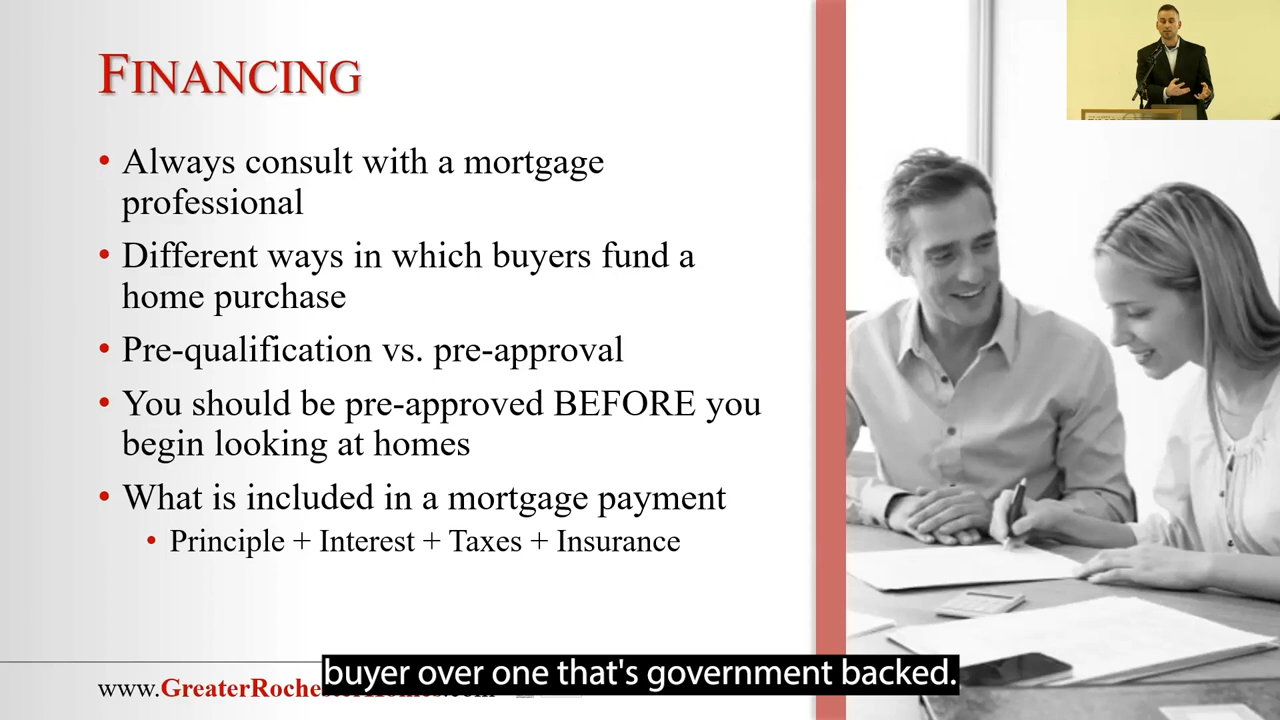 FINANCING
• Always consult with a mortgage
professional
• Different ways in which buyers fund a
home purchase
• Pre-qualification vs. pre-approval
• You should be pre-approved BEFORE you
begin looking at homes
• What is included in a mortgage payment
• Principle + Interest + Taxes + Insurance
buyer over one that's government backed.
www.GreaterRochesterHomes.com